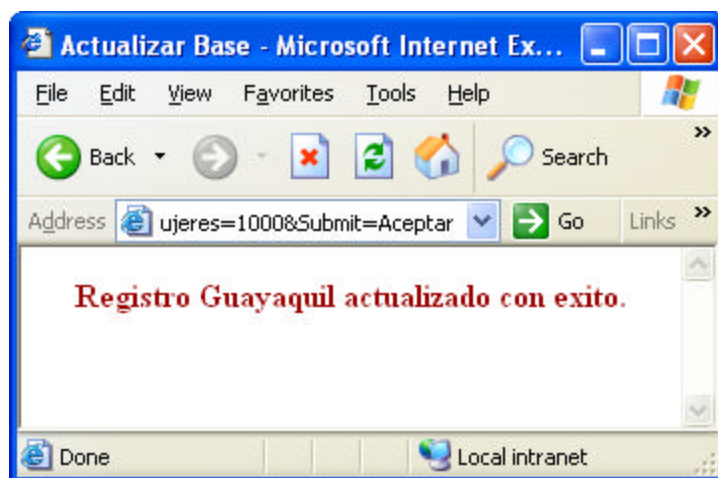 Actualizar Base - Microsoft Internet Ex...
File Edit View Favorites Tools Help
Back Search »
Address ujeres=1000&Submit=Aceptar Go Links »
Registro Guayaquil actualizado con exito.
Done Local intranet